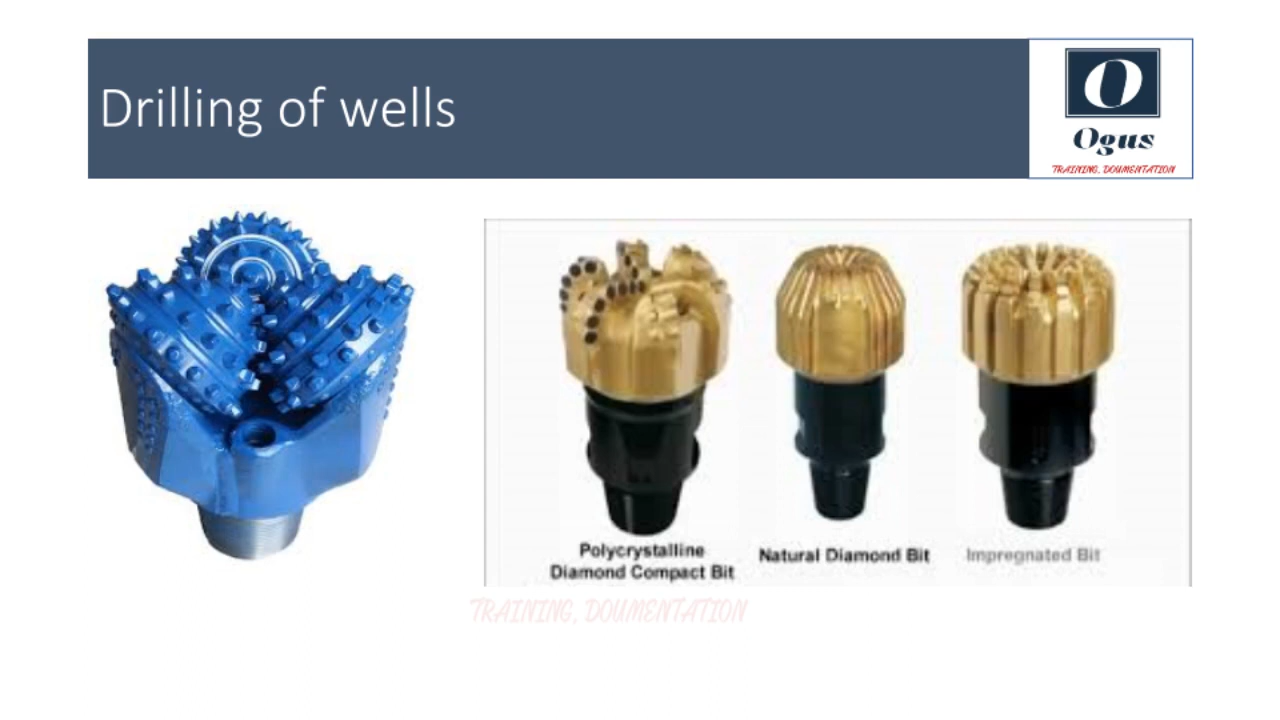 Drilling of wells
O
Ogus
TRAINING, DOUMENTATION
Polycrystalline
Diamond Compact Bit
Natural Diamond Bit
Impregnated Bit
TRAINING, DOUMENTATION